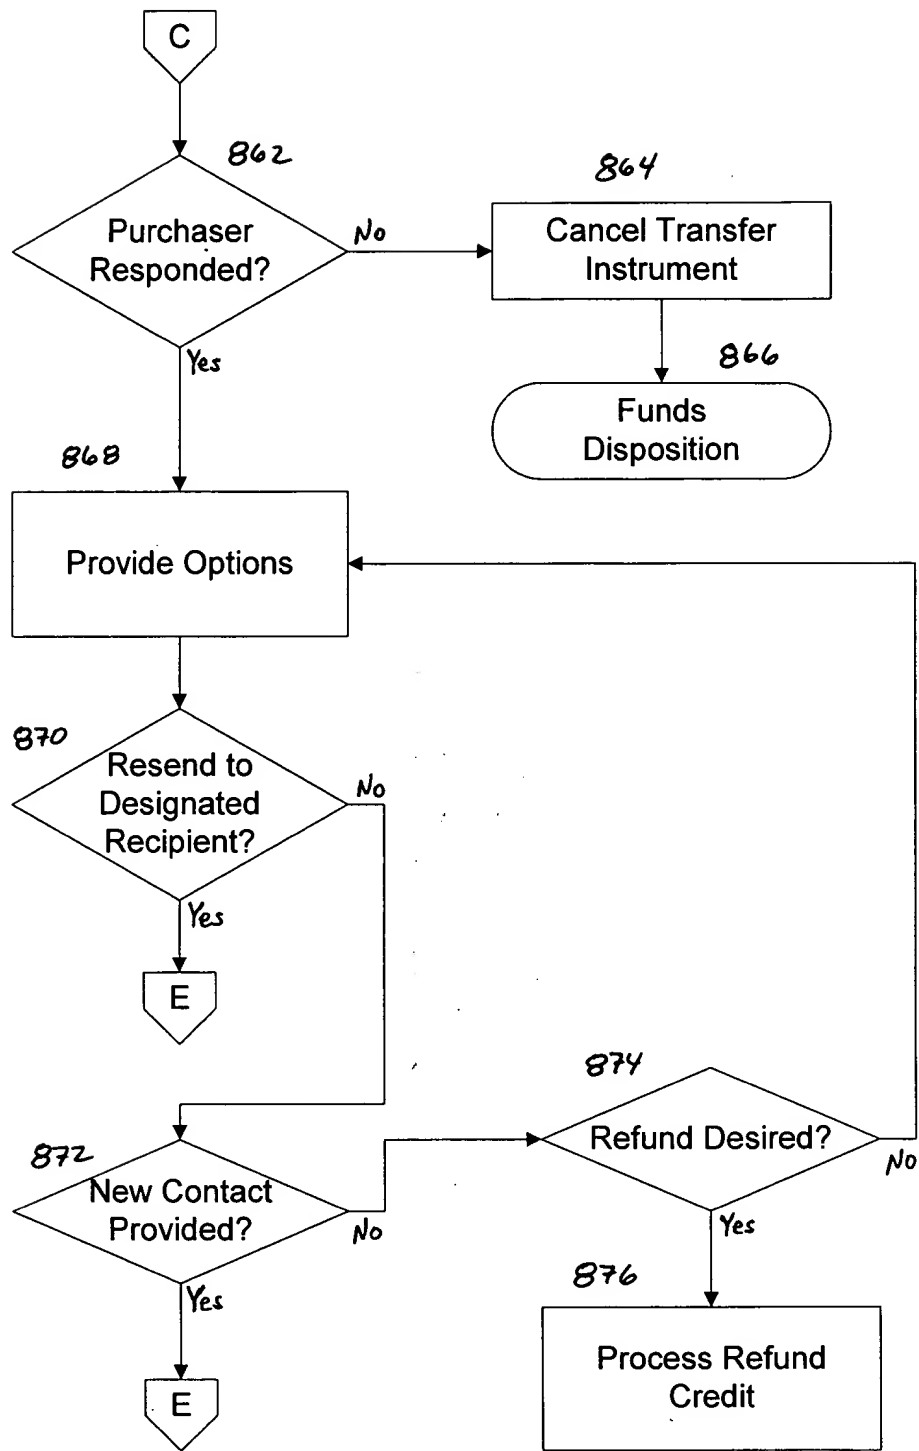 C
862
Purchaser
Responded?
No
Yes
864
Cancel Transfer
Instrument
866
Funds
Disposition
868
Provide Options
870
Resend to
Designated
Recipient?
No
Yes
E
872
New Contact
Provided?
No
Yes
E
874
Refund Desired?
No
Yes
876
Process Refund
Credit